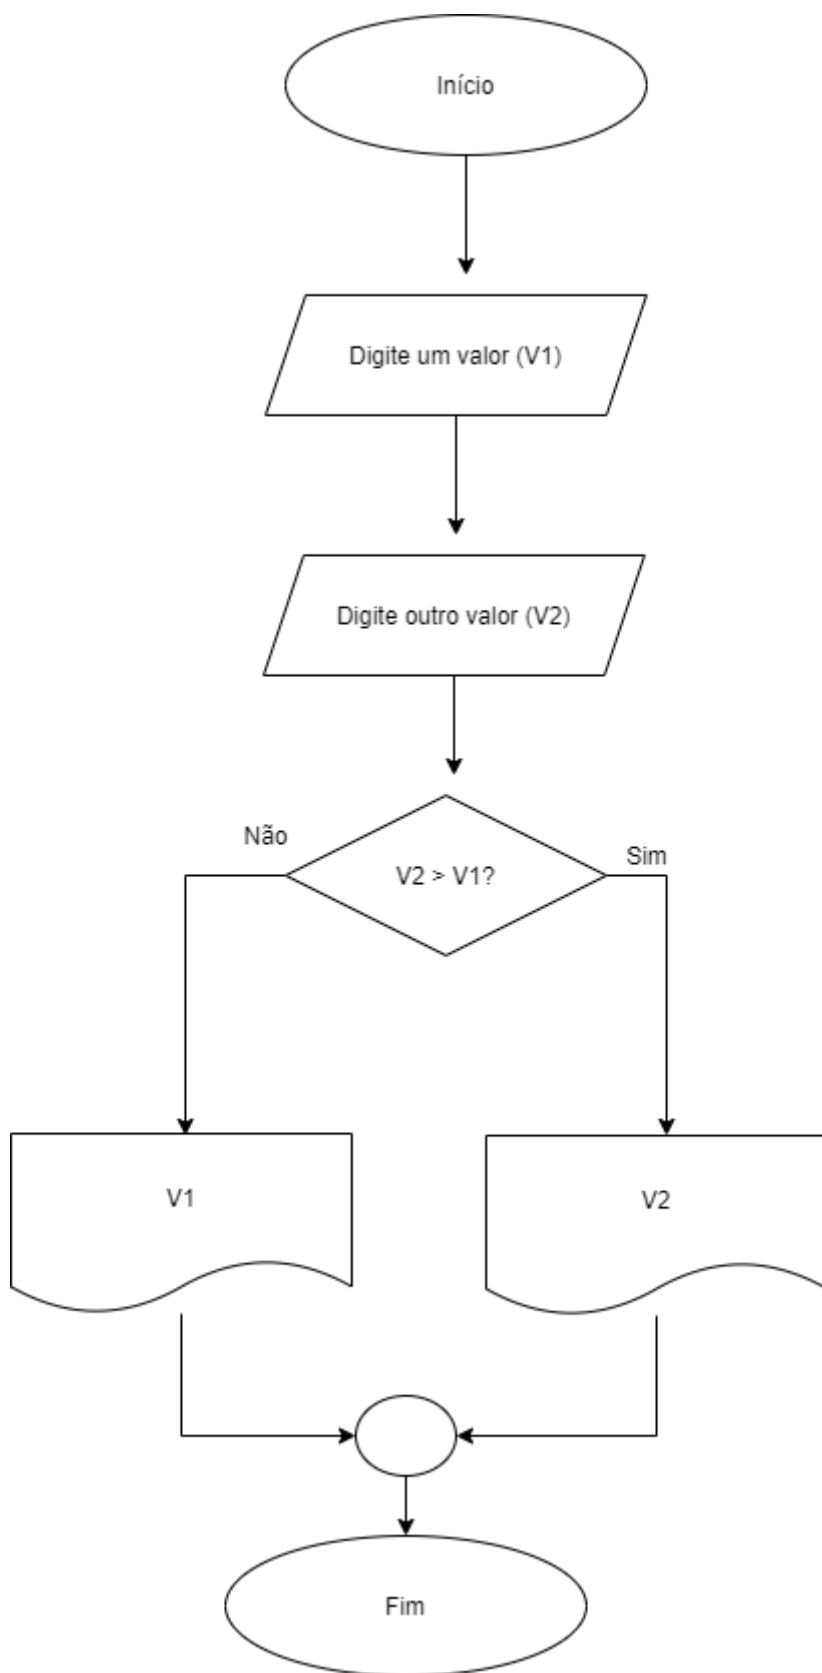 Início
Digite um valor (V1)
Digite outro valor (V2)
Não
Sim
V2 > V1?
V1
V2
Fim